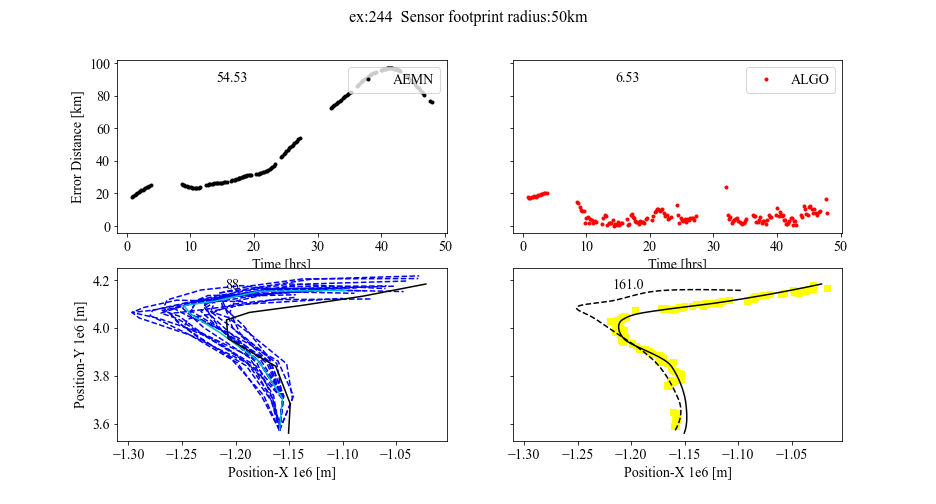 ex:244  Sensor footprint radius:50km
54.53
AEMN
6.53
ALGO
Error Distance [km]
100
80
60
40
20
0
0 10 20 30 40 50
0 10 20 30 40 50
Time [hrs]
Time [hrs]
88
161.0
Position-Y 1e6 [m]
4.2
4.0
3.8
3.6
−1.30 −1.25 −1.20 −1.15 −1.10 −1.05
−1.30 −1.25 −1.20 −1.15 −1.10 −1.05
Position-X 1e6 [m]
Position-X 1e6 [m]